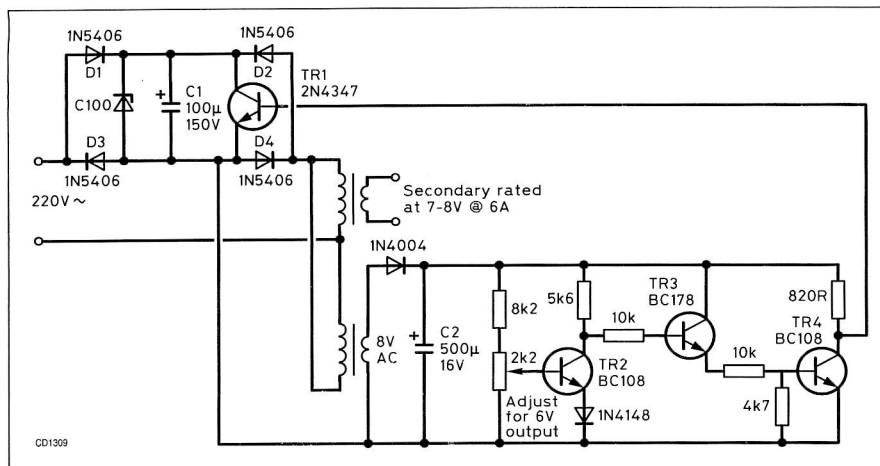 1N5406
D1
C100
C1
100µ
150V
+
1N5406
D2
TR1
2N4347
D3
1N5406
D4
1N5406
220V ~
Secondary rated
at 7-8V @ 6A
1N4004
8V
AC
+
C2
500µ
16V
8k2
2k2
Adjust
for 6V
output
5k6
10k
TR2
BC108
1N4148
TR3
BC178
10k
4k7
820R
TR4
BC108
CD1309